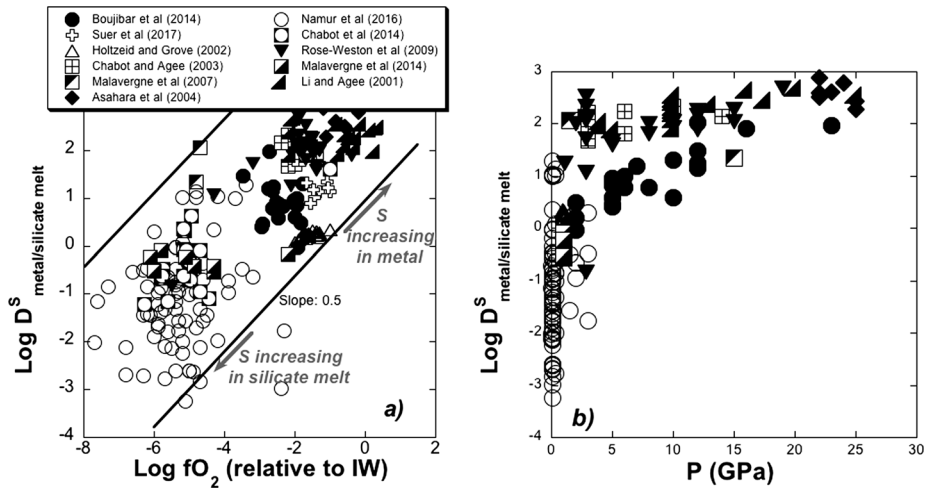 Boujibar et al (2014)
Suer et al (2017)
Holtzeid and Grove (2002)
Chabot and Agee (2003)
Malavergne et al (2007)
Asahara et al (2004)
Namur et al (2016)
Chabot et al (2014)
Rose-Weston et al (2009)
Malavergne et al (2014)
Li and Agee (2001)
Log D^S metal/silicate melt
2
1
0
-1
-2
-3
-4
S
increasing
in metal
Slope: 0.5
S increasing
in silicate melt
a)
-8
-6
-4
-2
0
2
Log fO2 (relative to IW)
Log D^S metal/silicate melt
3
2
1
0
-1
-2
-3
-4
b)
0
5
10
15
20
25
30
P (GPa)